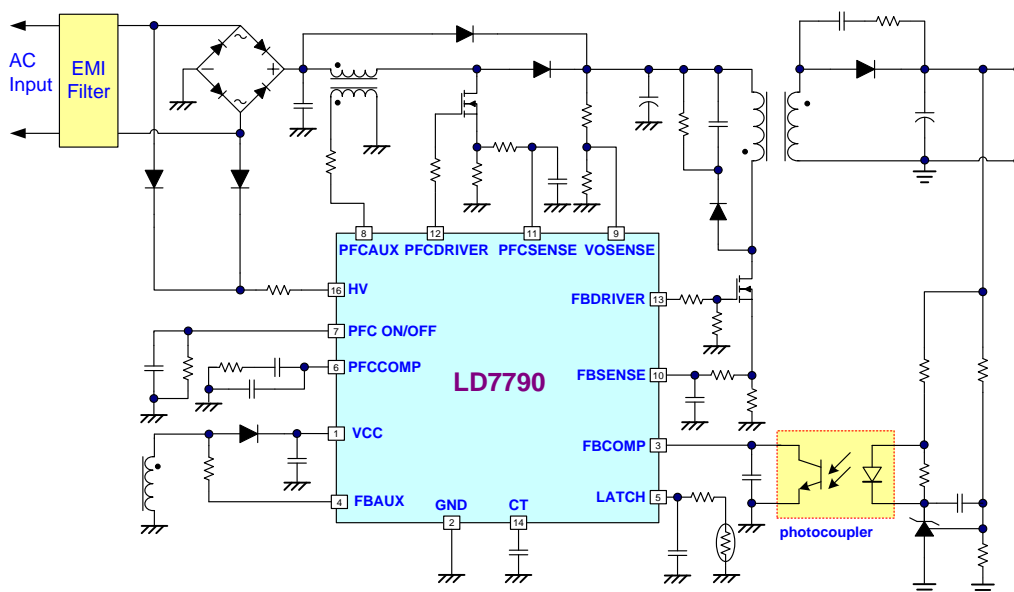 AC
Input
EMI
Filter
~
~
−
+
8
12
11
9
PFCAUX
PFCDRIVER
PFCSENSE
VOSENSE
16
HV
FBDRIVER
13
7
PFC ON/OFF
6
PFCCOMP
FBSENSE
10
LD7790
1
VCC
FBCOMP
3
4
FBAUX
LATCH
5
GND
CT
2
14
photocoupler